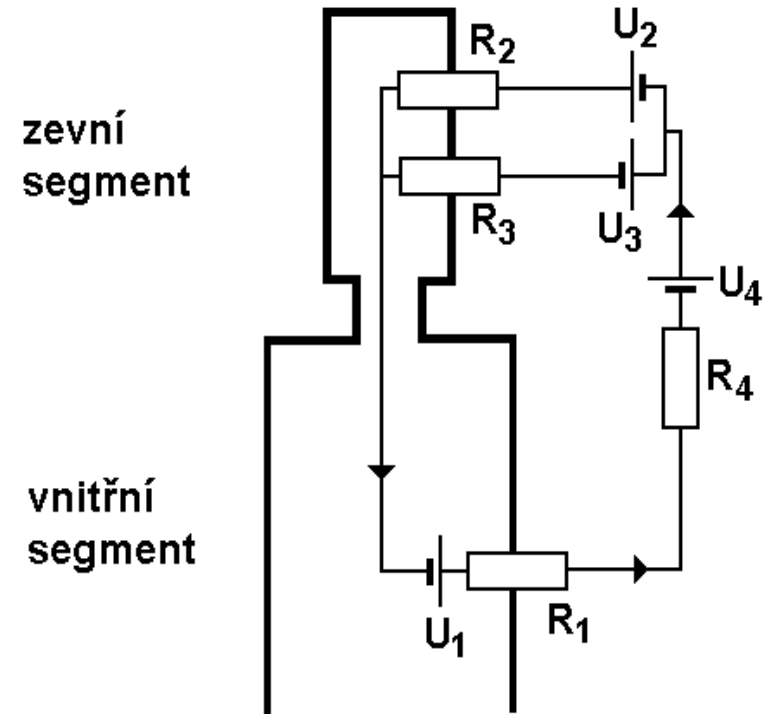 U2
R2
zevní
segment
R3
U3
U4
R4
vnitřní
segment
U1
R1